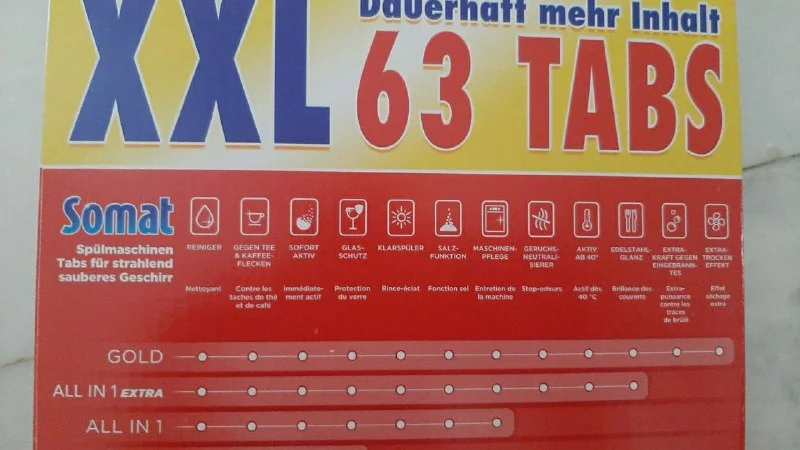 Dauerhaft mehr Inhalt
XXL 63 TABS
Somat
Spülmaschinen
Tabs für strahlend
sauberes Geschirr
REINIGER
GEGEN TEE
& KAFFEE-
FLECKEN
SOFORT
AKTIV
GLAS-
SCHUTZ
KLARSPÜLER
SALZ-
FUNKTION
MASCHINEN-
PFLEGE
GERUCHS-
NEUTRALI-
SIERER
AKTIV
AB 40°
EDELSTAHL-
GLANZ
EXTRA-
KRAFT GEGEN
EINGEBRANN-
TES
EXTRA-
TROCKEN
EFFEKT
Nettoyant
Contre les
taches de thé
et de café
Immédiate-
ment actif
Protection
du verre
Rince-éclat
Fonction sel
Entretien de
la machine
Stop-odeurs
Actif dès
40 °C
Brillance des
couverts
Extra-
puissance
contre les
traces
de brûlé
Effet
séchage
extra
GOLD
ALL IN 1 EXTRA
ALL IN 1